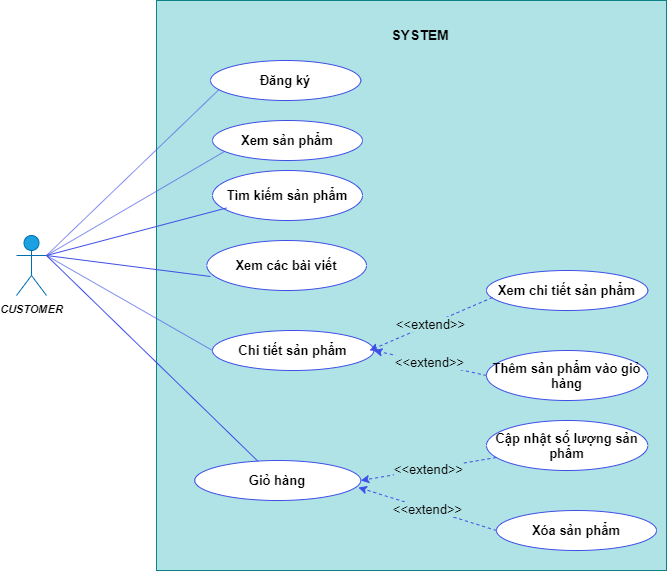 SYSTEM
Đăng ký
Xem sản phẩm
Tìm kiếm sản phẩm
Xem các bài viết
CUSTOMER
Chi tiết sản phẩm
<<extend>>
Xem chi tiết sản phẩm
<<extend>>
Thêm sản phẩm vào giỏ
hàng
Giỏ hàng
<<extend>>
Cập nhật số lượng sản
phẩm
<<extend>>
Xóa sản phẩm